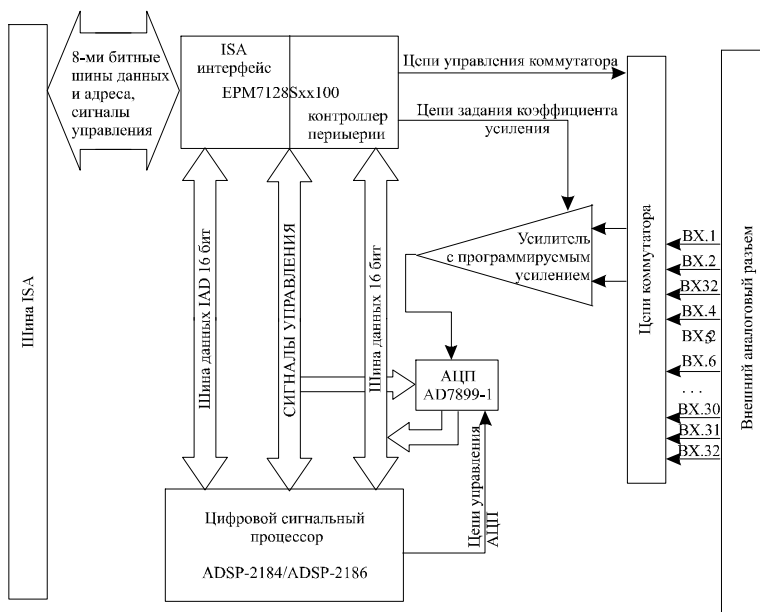 Шина ISA
8-ми битные
шины данных
и адреса,
сигналы
управления
ISA
интерфейс
EPM7128Sxx100
контроллер
периыерии
Цепи управления коммутатора
Цепи задания коэффициента
усиления
Усилитель
с программируемым
усилением
Цепи коммутатора
ВХ.1
ВХ.2
ВХ32
ВХ.4
ВХ.6
. . .
ВХ.30
ВХ.31
ВХ.32
Внешний аналоговый разъем
Шина данных IAD 16 бит
СИГНАЛЫ УПРАВЛЕНИЯ
Шина данных 16 бит
АЦП
AD7899-1
Цепи управления
АЦП
Цифровой сигнальный
процессор
ADSP-2184/ADSP-2186